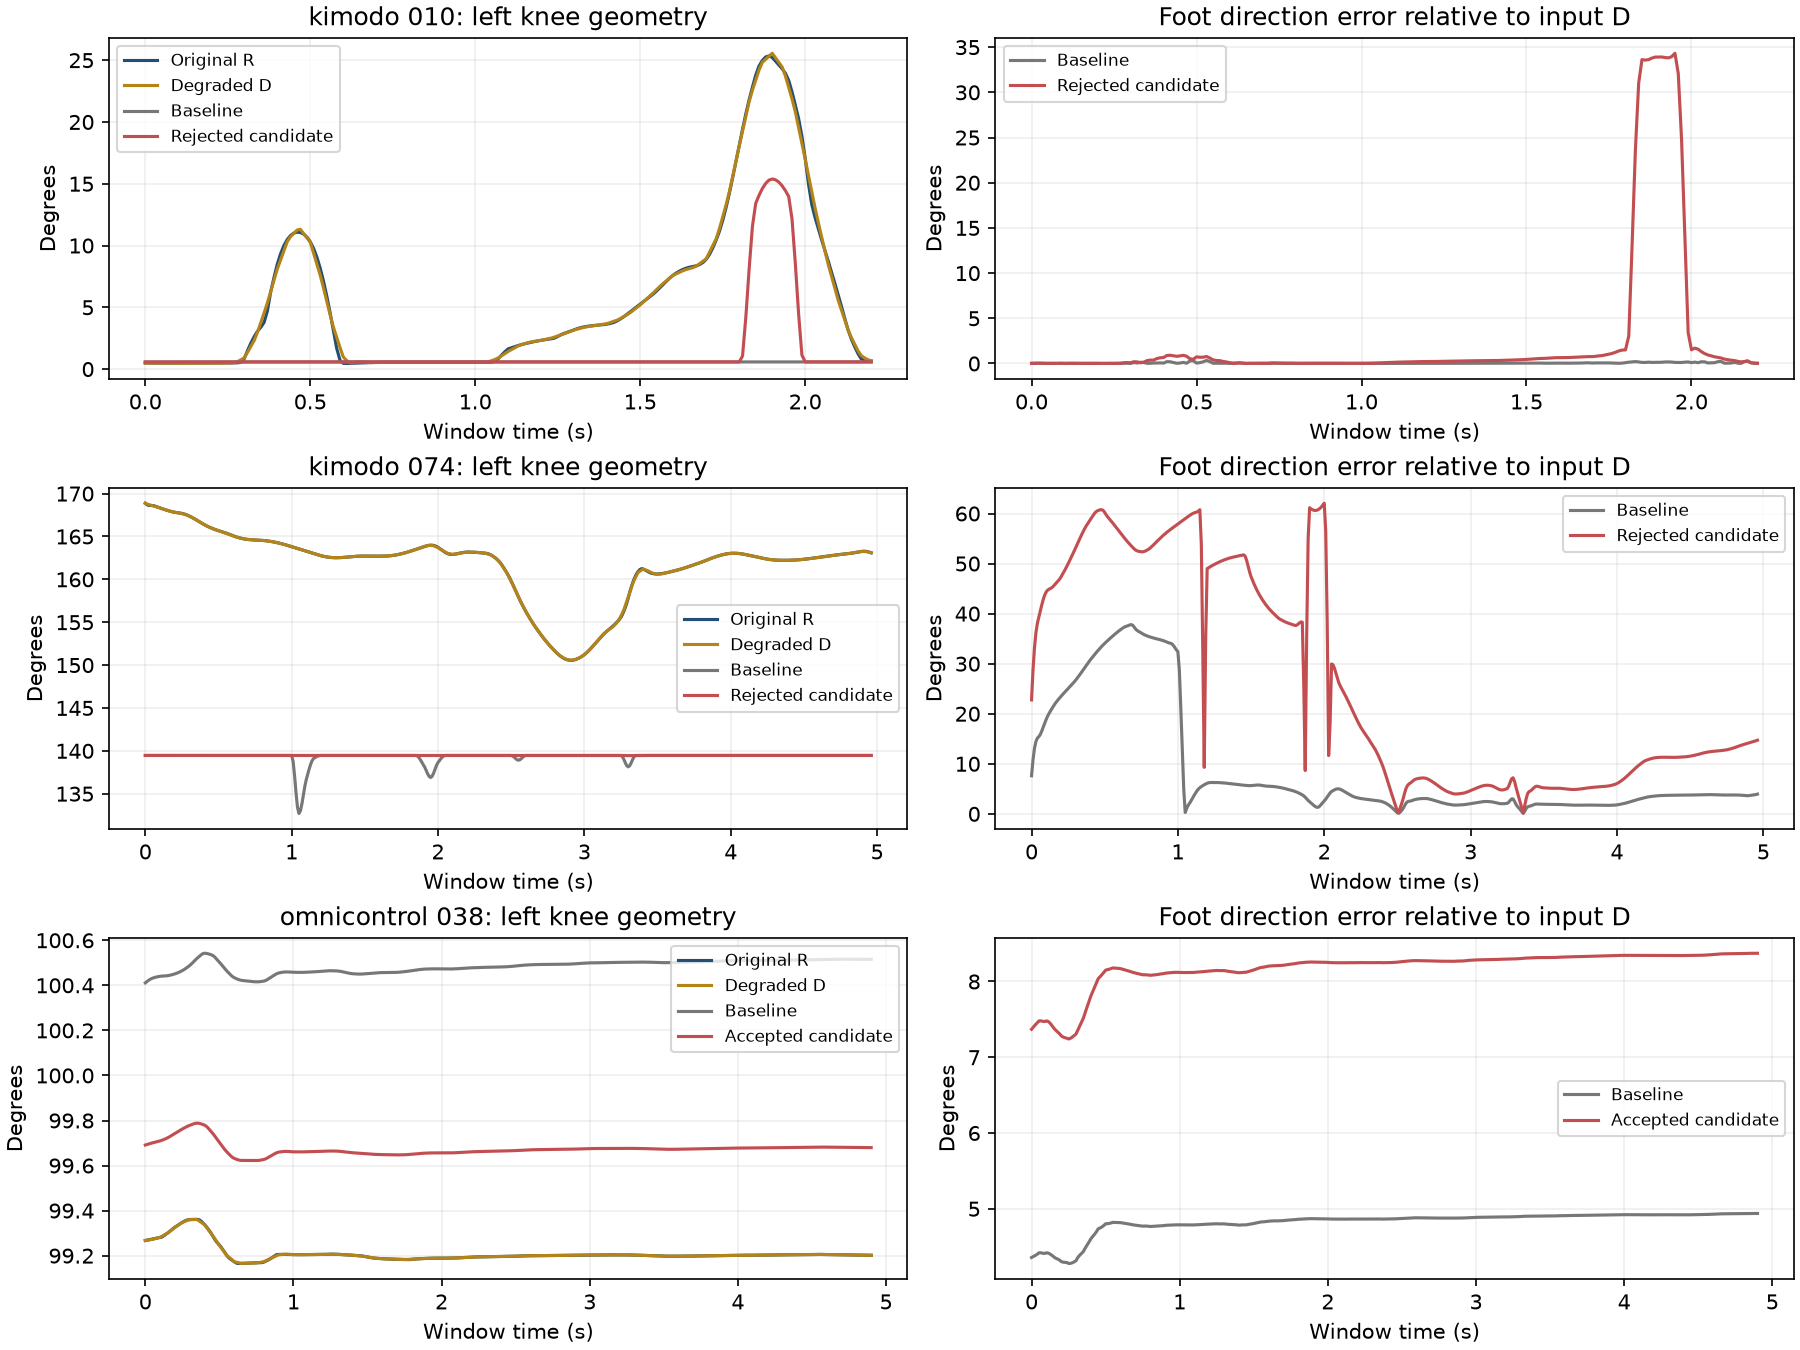 kimodo 010: left knee geometry
Degrees
25
20
15
10
5
0
Original R
Degraded D
Baseline
Rejected candidate
0.0 0.5 1.0 1.5 2.0
Window time (s)
Foot direction error relative to input D
Degrees
35
30
25
20
15
10
5
0
Baseline
Rejected candidate
0.0 0.5 1.0 1.5 2.0
Window time (s)
kimodo 074: left knee geometry
Degrees
170
165
160
155
150
145
140
135
Original R
Degraded D
Baseline
Rejected candidate
0 1 2 3 4 5
Window time (s)
Foot direction error relative to input D
Degrees
60
50
40
30
20
10
0
Baseline
Rejected candidate
0 1 2 3 4 5
Window time (s)
omnicontrol 038: left knee geometry
Degrees
100.6
100.4
100.2
100.0
99.8
99.6
99.4
99.2
Original R
Degraded D
Baseline
Accepted candidate
0 1 2 3 4 5
Window time (s)
Foot direction error relative to input D
Degrees
8
7
6
5
Baseline
Accepted candidate
0 1 2 3 4 5
Window time (s)